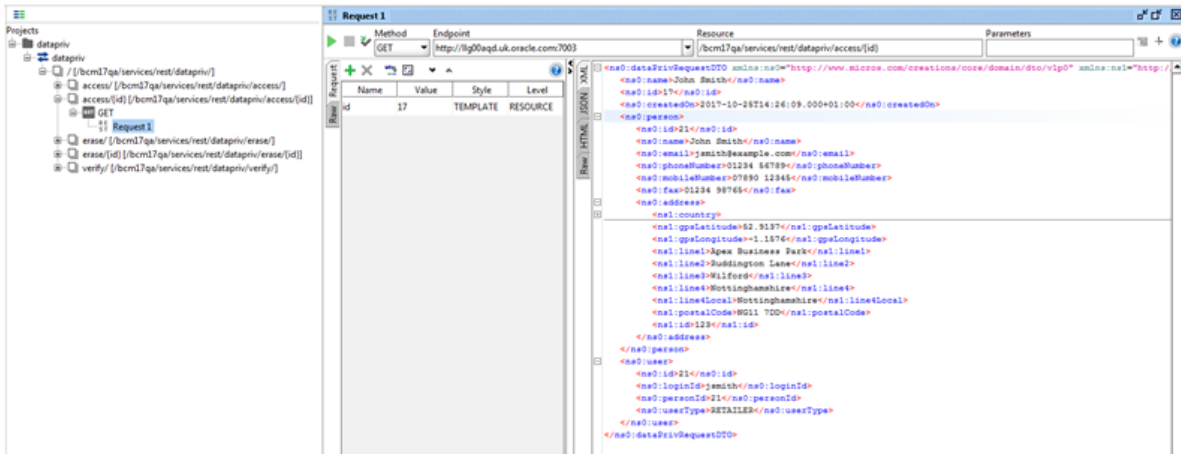 Projects
datapriv
datapriv
/ [/bcm17qa/services/rest/datapriv/]
access/ [/bcm17qa/services/rest/datapriv/access/]
access/{id} [/bcm17qa/services/rest/datapriv/access/{id}]
GET
Request 1
erase/ [/bcm17qa/services/rest/datapriv/erase/]
erase/{id} [/bcm17qa/services/rest/datapriv/erase/{id}]
verify/ [/bcm17qa/services/rest/datapriv/verify/]
Request 1
Method Endpoint Resource Parameters
GET http://llg00aqd.uk.oracle.com:7003 /bcm17qa/services/rest/datapriv/access/{id}
Request
Raw
Name Value Style Level
id 17 TEMPLATE RESOURCE
XML
JSON
HTML
Raw
<ns0:dataPrivRequestDTO xmlns:ns0="http://www.micros.com/creations/core/domain/dto/v1p0" xmlns:ns1="http:/
<ns0:name>John Smith</ns0:name>
<ns0:id>17</ns0:id>
<ns0:createdOn>2017-10-25T14:26:09.000+01:00</ns0:createdOn>
<ns0:person>
<ns0:id>21</ns0:id>
<ns0:name>John Smith</ns0:name>
<ns0:email>jsmith@example.com</ns0:email>
<ns0:phoneNumber>01234 56789</ns0:phoneNumber>
<ns0:mobileNumber>07890 12345</ns0:mobileNumber>
<ns0:fax>01234 98765</ns0:fax>
<ns0:address>
<ns1:country>
<ns1:gpsLatitude>52.9137</ns1:gpsLatitude>
<ns1:gpsLongitude>-1.1576</ns1:gpsLongitude>
<ns1:line1>Apex Business Park</ns1:line1>
<ns1:line2>Ruddington Lane</ns1:line2>
<ns1:line3>Wilford</ns1:line3>
<ns1:line4>Nottinghamshire</ns1:line4>
<ns1:line4Local>Nottinghamshire</ns1:line4Local>
<ns1:postalCode>NG11 7DD</ns1:postalCode>
<ns1:id>123</ns1:id>
</ns0:address>
</ns0:person>
<ns0:user>
<ns0:id>21</ns0:id>
<ns0:loginId>jsmith</ns0:loginId>
<ns0:personId>21</ns0:personId>
<ns0:userType>RETAILER</ns0:userType>
</ns0:user>
</ns0:dataPrivRequestDTO>